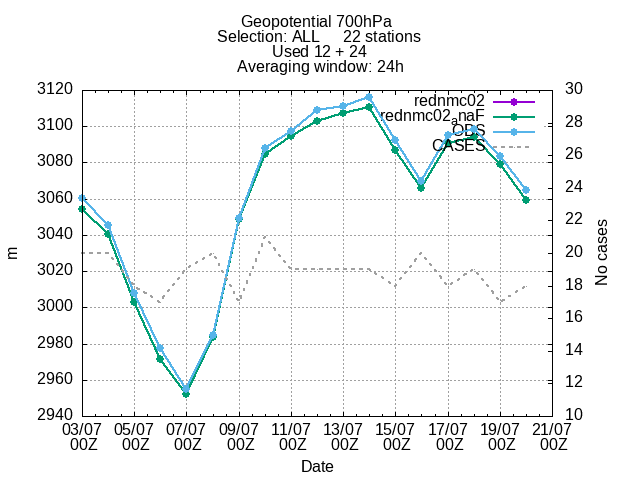 Geopotential 700hPa
Selection: ALL 22 stations
Used 12 + 24
Averaging window: 24h
3120
3100
3080
3060
3040
3020
3000
2980
2960
2940
m
30
28
26
24
22
20
18
16
14
12
10
No cases
rednmc02
rednmc02anaF
OBS
CASES
03/07 05/07 07/07 09/07 11/07 13/07 15/07 17/07 19/07 21/07
00Z 00Z 00Z 00Z 00Z 00Z 00Z 00Z 00Z 00Z
Date